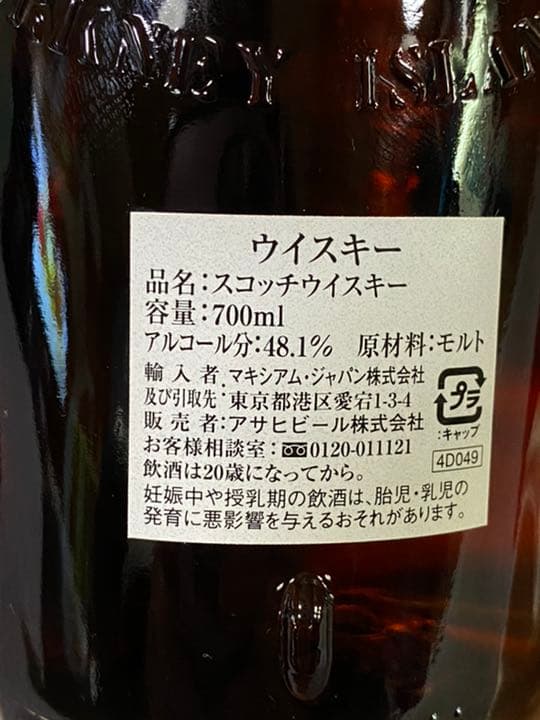 ORKNEY ISLAN
ウイスキー
品名:スコッチウイスキー
容量:700ml
アルコール分:48.1% 原材料:モルト
輸入者
及び引取先:マキシアム・ジャパン株式会社
東京都港区愛宕1-3-4
販売者:アサヒビール株式会社
お客様相談室:0120-011121
プラ
:キャップ
4D049
飲酒は20歳になってから。
妊娠中や授乳期の飲酒は、胎児・乳児の
発育に悪影響を与えるおそれがあります。